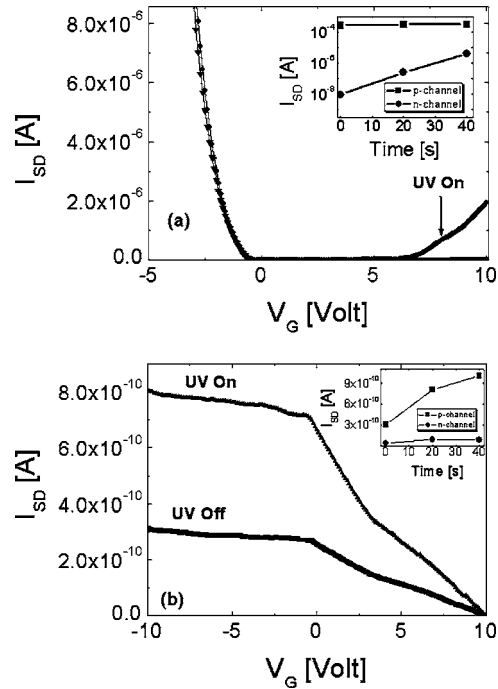 8.0x10⁻⁶
6.0x10⁻⁶
4.0x10⁻⁶
2.0x10⁻⁶
0.0
I_SD [A]
-5
0
5
10
V_G [Volt]
(a)
UV On
10⁻⁴
10⁻⁶
10⁻⁸
I_SD [A]
p-channel
n-channel
0
20
40
Time [s]
8.0x10⁻¹⁰
6.0x10⁻¹⁰
4.0x10⁻¹⁰
2.0x10⁻¹⁰
0.0
I_SD [A]
-10
-5
0
5
10
V_G [Volt]
(b)
UV On
UV Off
9x10⁻¹⁰
6x10⁻¹⁰
3x10⁻¹⁰
I_SD [A]
p-channel
n-channel
0
10
20
30
40
Time [s]